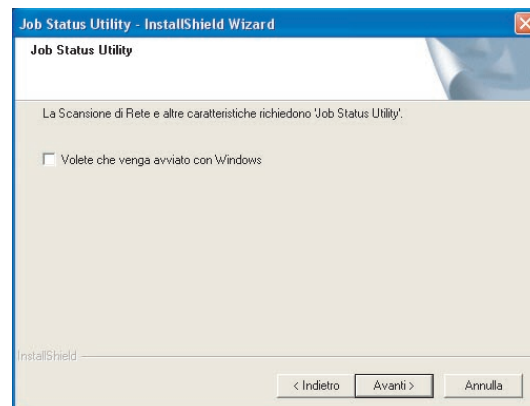 Job Status Utility - InstallShield Wizard
Job Status Utility
La Scansione di Rete e altre caratteristiche richiedono 'Job Status Utility'.
Volete che venga avviato con Windows
InstallShield
< Indietro
Avanti >
Annulla